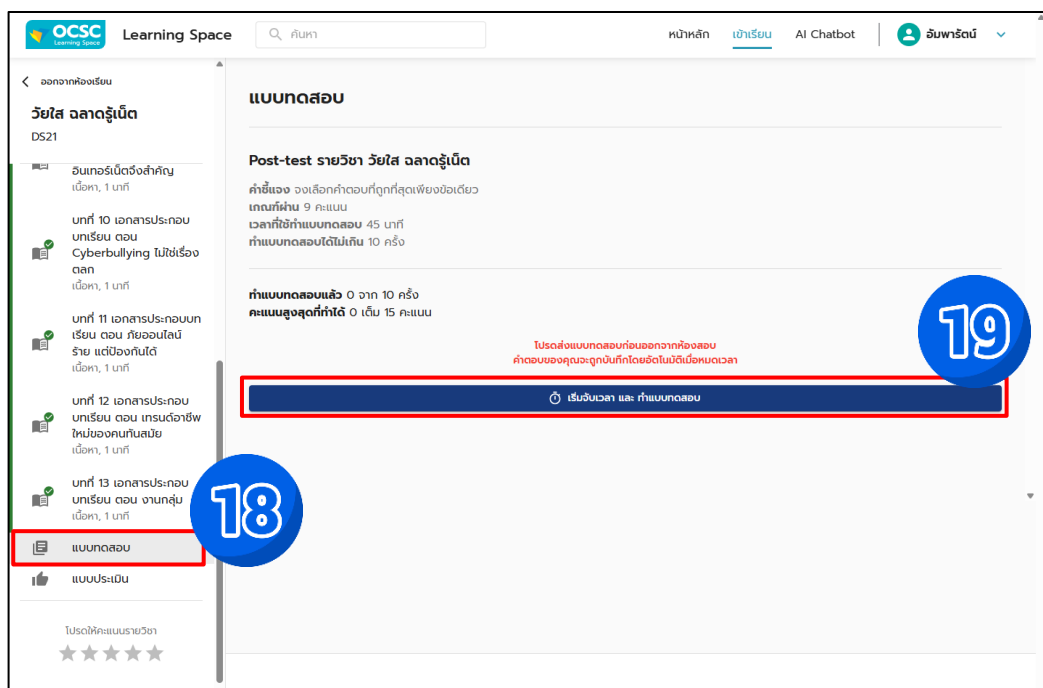 OCSC
Learning Space
Learning Space
ค้นหา
หน้าหลัก
เข้าเรียน
AI Chatbot
อัมพารัตน์
ออกจากห้องเรียน
วัยใส ฉลาดรู้เน็ต
DS21
อินเทอร์เน็ตจึงสำคัญ
เนื้อหา, 1 นาที
บทที่ 10 เอกสารประกอบ
บทเรียน ตอน
Cyberbullying ไม่ใช่เรื่อง
ตลก
เนื้อหา, 1 นาที
บทที่ 11 เอกสารประกอบบท
เรียน ตอน ภัยออนไลน์
ร้าย แต่ป้องกันได้
เนื้อหา, 1 นาที
บทที่ 12 เอกสารประกอบ
บทเรียน ตอน เทรนด์อาชีพ
ใหม่ของคนทันสมัย
เนื้อหา, 1 นาที
บทที่ 13 เอกสารประกอบ
บทเรียน ตอน งานกลุ่ม
เนื้อหา, 1 นาที
18
แบบทดสอบ
แบบประเมิน
โปรดให้คะแนนรายวิชา
แบบทดสอบ
Post-test รายวิชา วัยใส ฉลาดรู้เน็ต
คำชี้แจง จงเลือกคำตอบที่ถูกที่สุดเพียงข้อเดียว
เกณฑ์ผ่าน 9 คะแนน
เวลาที่ใช้ทำแบบทดสอบ 45 นาที
ทำแบบทดสอบได้ไม่เกิน 10 ครั้ง
ทำแบบทดสอบแล้ว 0 จาก 10 ครั้ง
คะแนนสูงสุดที่ทำได้ 0 เต็ม 15 คะแนน
19
โปรดส่งแบบทดสอบก่อนออกจากห้องสอบ
คำตอบของคุณจะถูกบันทึกโดยอัตโนมัติเมื่อหมดเวลา
เริ่มจับเวลา และ ทำแบบทดสอบ